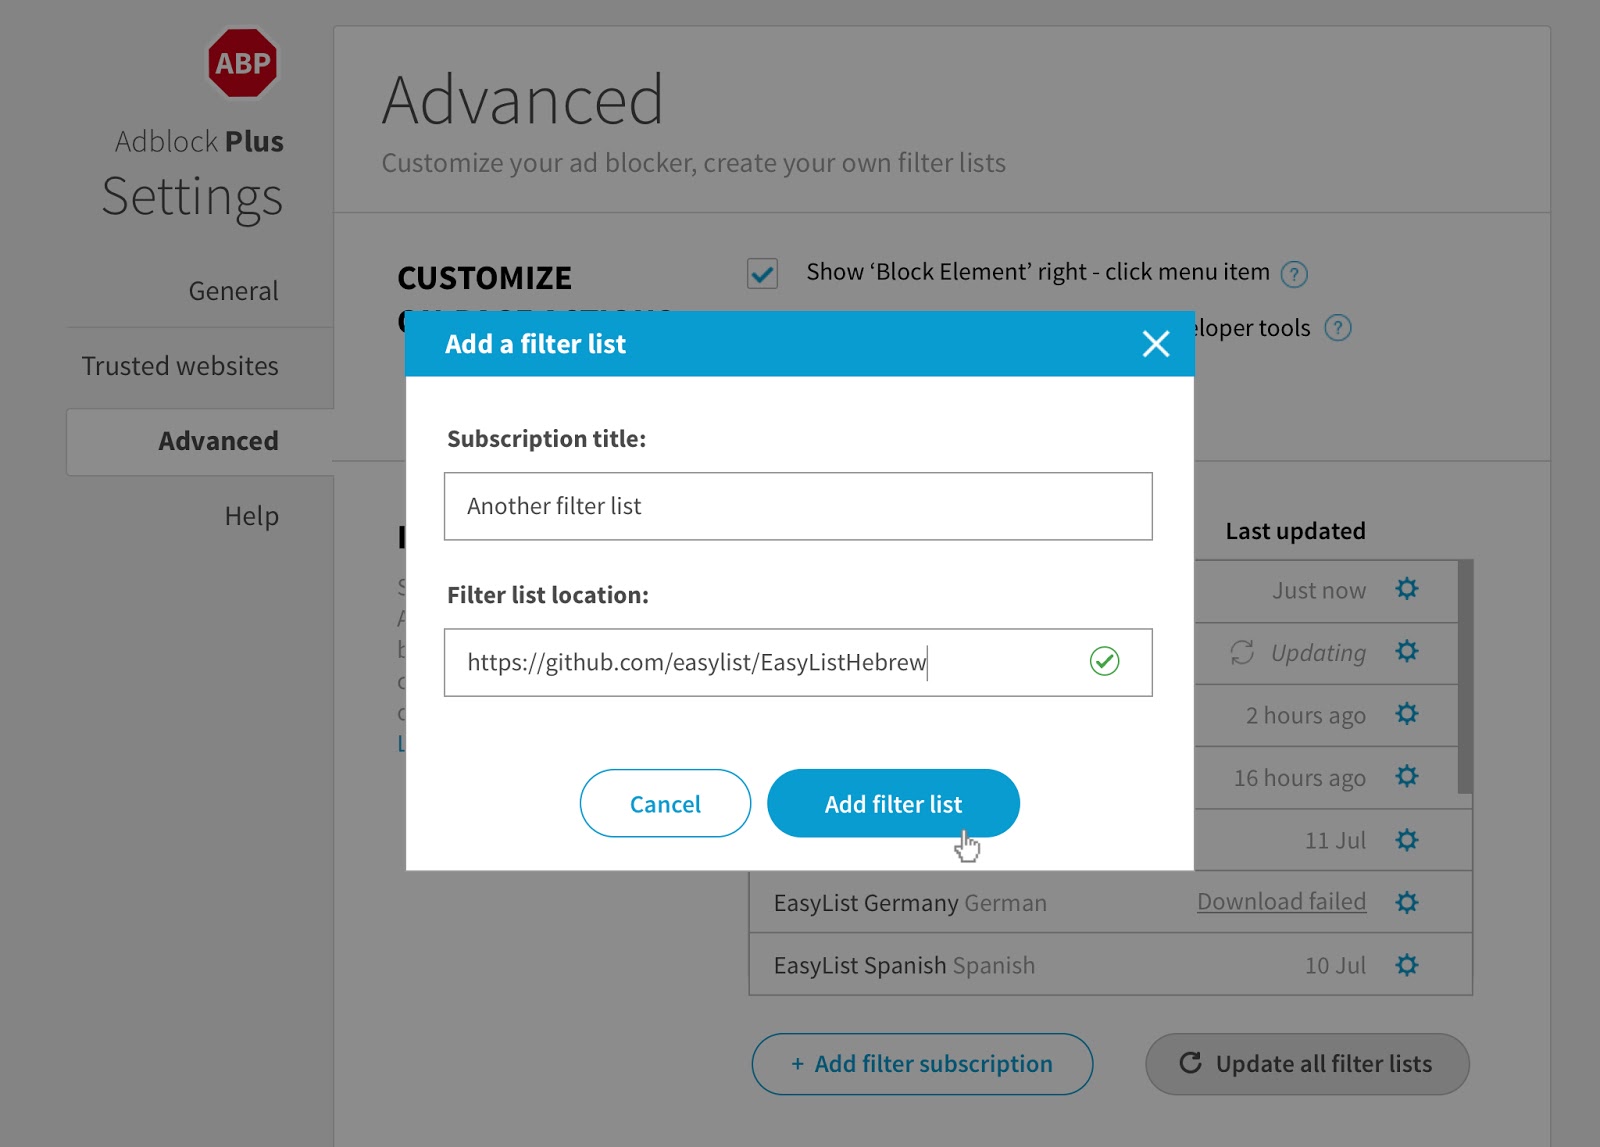 ABP
Adblock Plus
Settings
General
Trusted websites
Advanced
Help
Advanced
Customize your ad blocker, create your own filter lists
CUSTOMIZE
Show ‘Block Element’ right - click menu item ?
eloper tools ?
Add a filter list
Subscription title:
Another filter list
Filter list location:
https://github.com/easylist/EasyListHebrew
Cancel
Add filter list
Last updated
Just now
Updating
2 hours ago
16 hours ago
11 Jul
EasyList Germany German Download failed
EasyList Spanish Spanish 10 Jul
+ Add filter subscription
Update all filter lists